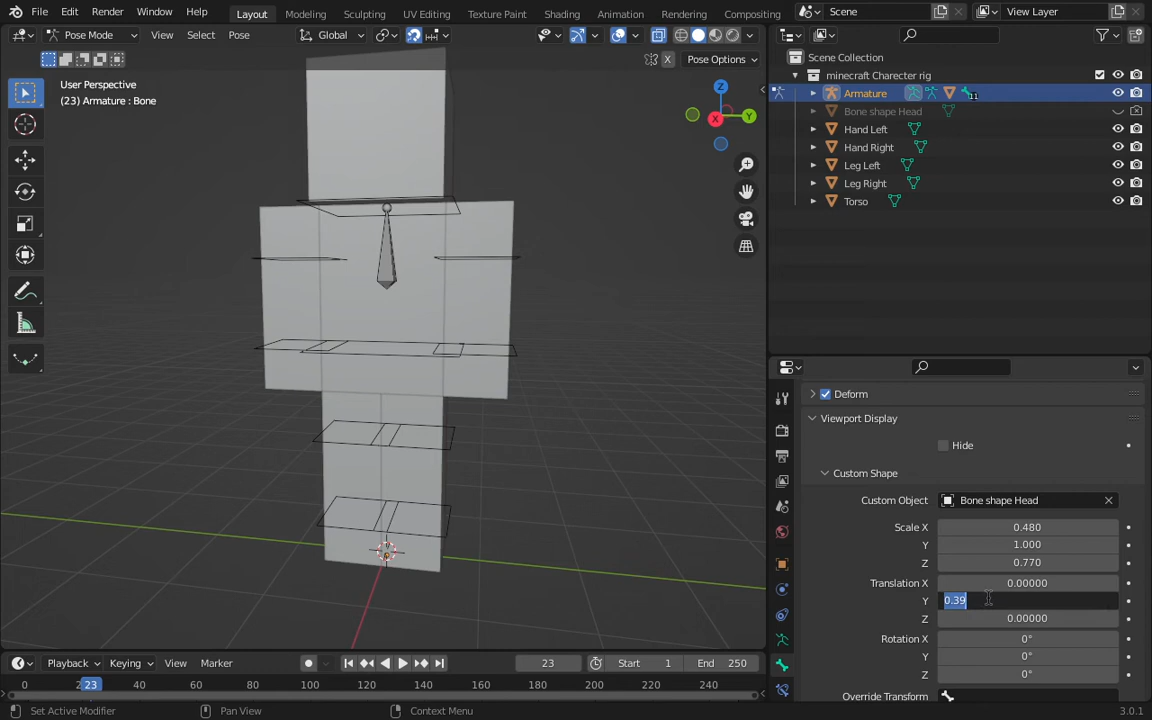 File Edit Render Window Help Layout Modeling Sculpting UV Editing Texture Paint Shading Animation Rendering Compositing Scene View Layer
Pose Mode View Select Pose Global X Pose Options
User Perspective
(23) Armature : Bone
Z
Y
X
Scene Collection
minecraft Charecter rig
Armature 11
Bone shape Head
Hand Left
Hand Right
Leg Left
Leg Right
Torso
Deform
Viewport Display
Hide
Custom Shape
Custom Object Bone shape Head
Scale X 0.480
Y 1.000
Z 0.770
Translation X 0.00000
Y 0.39
Z 0.00000
Rotation X 0°
Y 0°
Z 0°
Override Transform
Playback Keying View Marker 23 Start 1 End 250
0 23 40 60 80 100 120 140 160 180 200 220 240
Set Active Modifier Pan View Context Menu 3.0.1